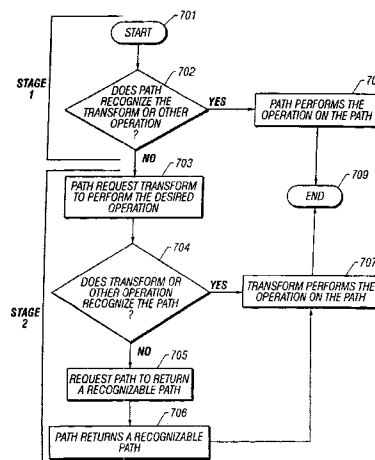 701
START
STAGE
1
702
DOES PATH
RECOGNIZE THE
TRANSFORM OR OTHER
OPERATION
?
YES
70
PATH PERFORMS
THE
OPERATION ON THE PATH
NO
703
PATH REQUEST TRANSFORM
TO PERFORM THE DESIRED
OPERATION
709
END
STAGE
2
704
DOES TRANSFORM OR
OTHER OPERATION
RECOGNIZE THE PATH
?
YES
707
TRANSFORM PERFORMS THE
OPERATION ON THE PATH
NO
705
REQUEST PATH TO RETURN
A RECOGNIZABLE PATH
706
PATH RETURNS A RECOGNIZABLE
PATH